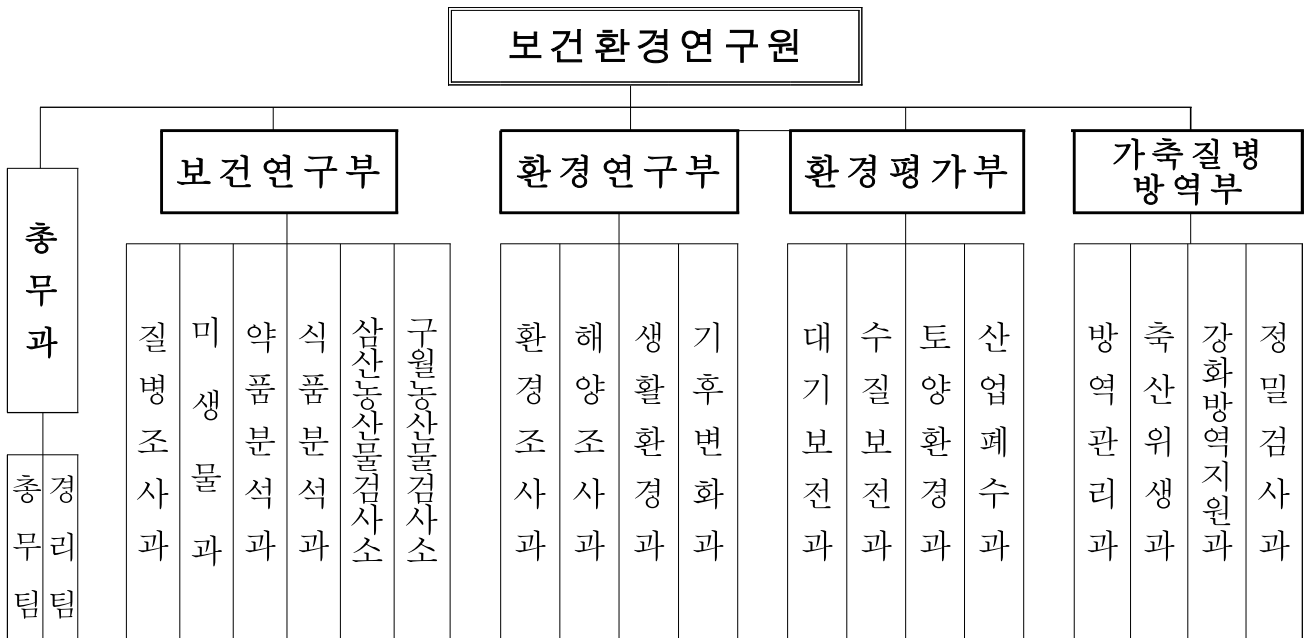 보건환경연구원
총무과
총무팀
경리팀
보건연구부
질병조사과
미생물과
약품분석과
식품분석과
삼산농산물검사소
구월농산물검사소
환경연구부
환경조사과
해양조사과
생활환경과
기후변화과
환경평가부
대기보전과
수질보전과
토양환경과
산업폐수과
가축질병
방역부
방역관리과
축산위생과
강화방역지원과
정밀검사과